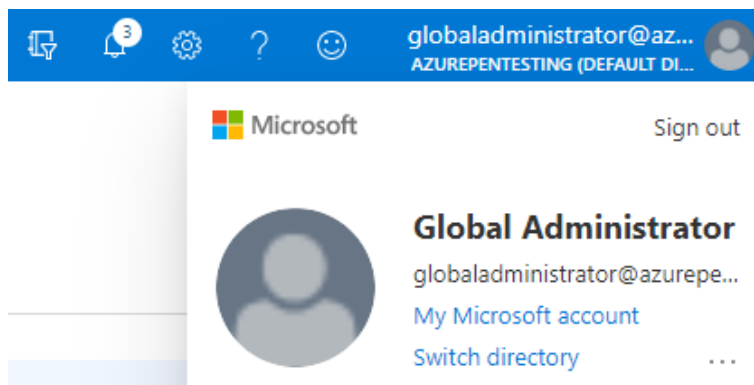 3
?
globaladministrator@az...
AZUREPENTESTING (DEFAULT DI...
Microsoft
Sign out
Global Administrator
globaladministrator@azurepe...
My Microsoft account
Switch directory
...